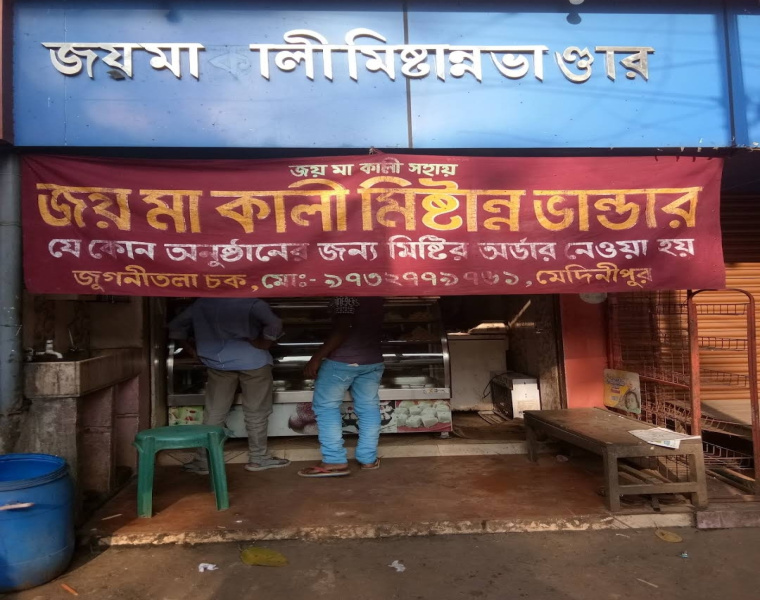 জয় মা কালী মিষ্টান্ন ভাণ্ডার
জয় মা কালী সহায়
জয় মা কালী মিষ্টান্ন ভান্ডার
যে কোন অনুষ্ঠানের জন্য মিষ্টির অর্ডার নেওয়া হয়
জুগনীতলা চক, মোঃ- ৯৭৩২৭৭৯৭৬১, মেদিনীপুর